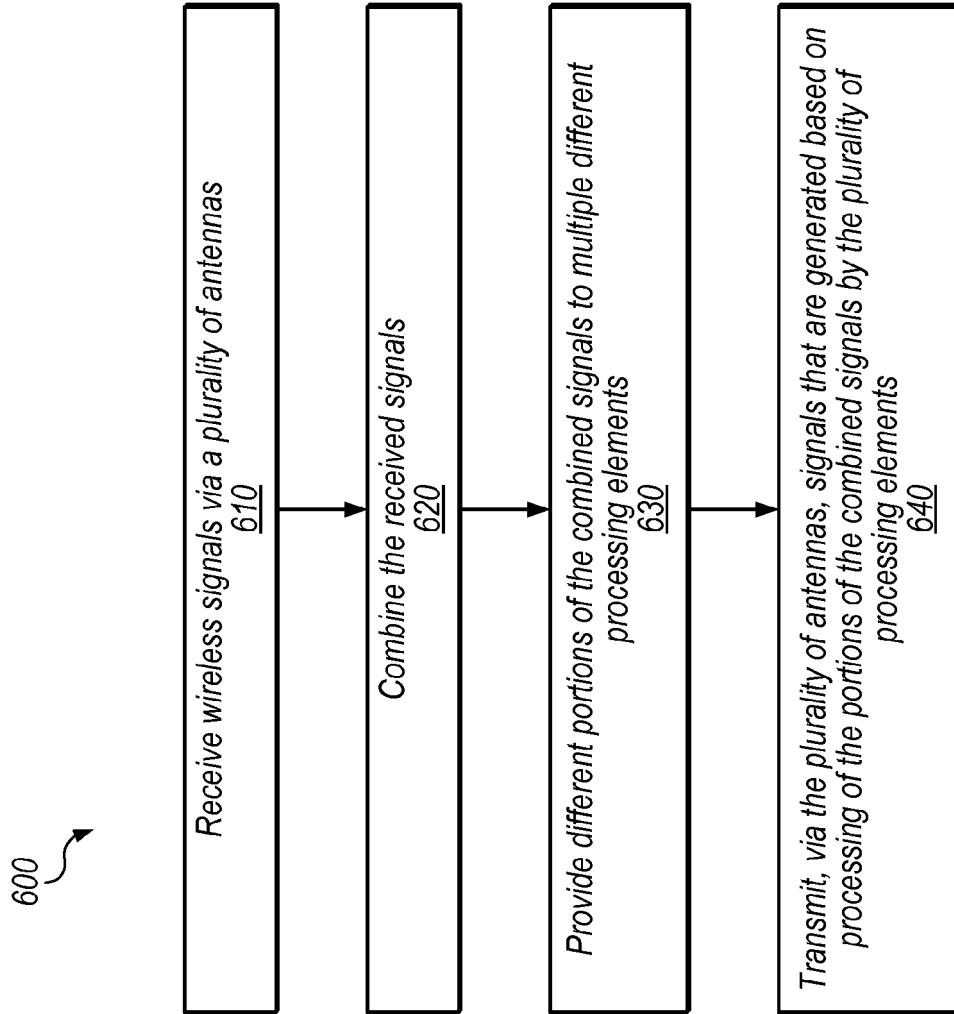 600
Receive wireless signals via a plurality of antennas
610
Combine the received signals
620
Provide different portions of the combined signals to multiple different
processing elements
630
Transmit, via the plurality of antennas, signals that are generated based on
processing of the portions of the combined signals by the plurality of
processing elements
640